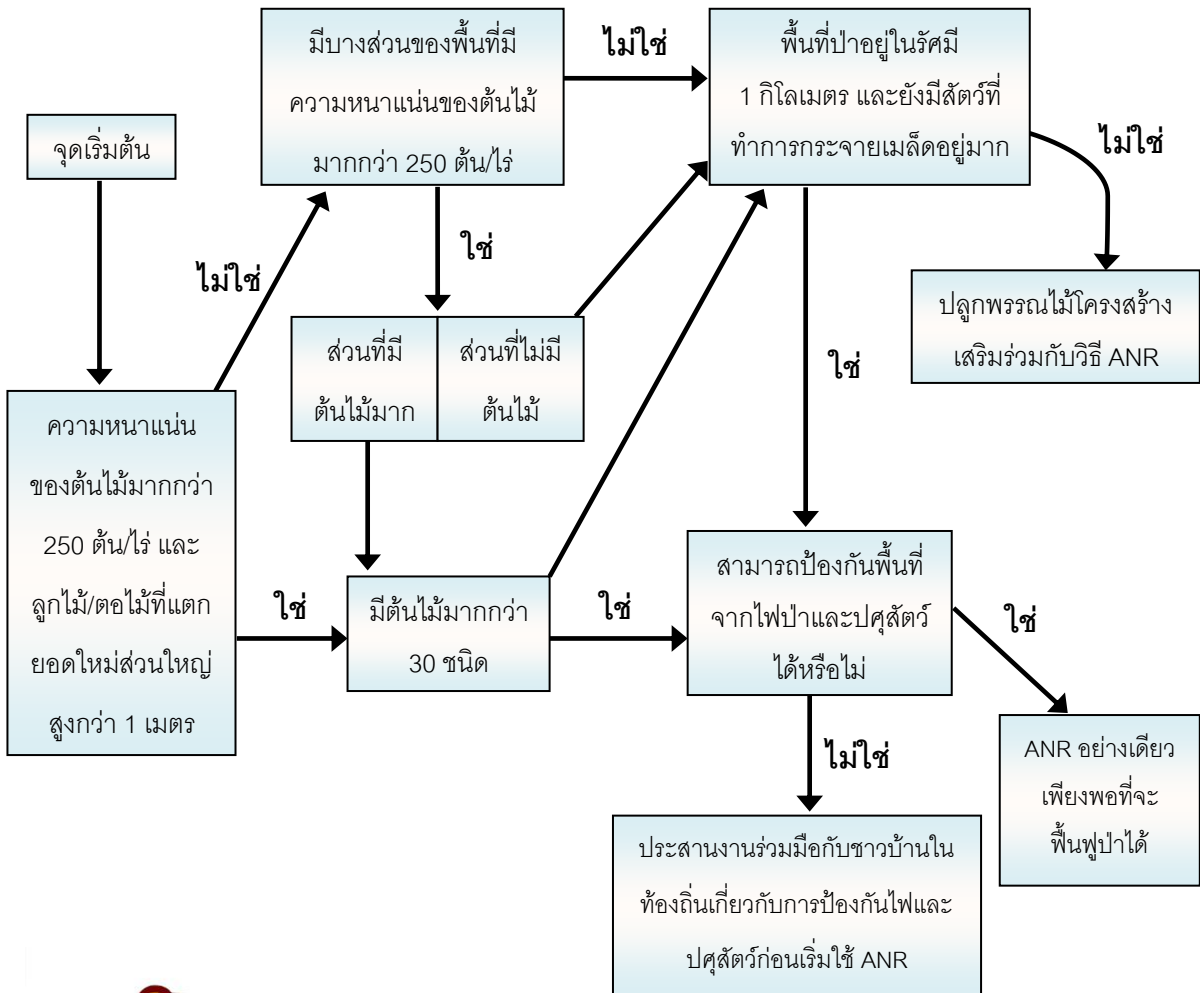 จุดเริ่มต้น
มีบางส่วนของพื้นที่มี
ความหนาแน่นของต้นไม้
มากกว่า 250 ต้น/ไร่
ไม่ใช่
พื้นที่ป่าอยู่ในรัศมี
1 กิโลเมตร และยังมีสัตว์ที่
ทำการกระจายเมล็ดอยู่มาก
ไม่ใช่
ปลูกพรรณไม้โครงสร้าง
เสริมร่วมกับวิธี ANR
ไม่ใช่
ใช่
ส่วนที่มี
ต้นไม้มาก
ส่วนที่ไม่มี
ต้นไม้
ใช่
ความหนาแน่น
ของต้นไม้มากกว่า
250 ต้น/ไร่ และ
ลูกไม้/ตอไม้ที่แตก
ยอดใหม่ส่วนใหญ่
สูงกว่า 1 เมตร
ใช่
มีต้นไม้มากกว่า
30 ชนิด
ใช่
สามารถป้องกันพื้นที่
จากไฟป่าและปศุสัตว์
ได้หรือไม่
ใช่
ANR อย่างเดียว
เพียงพอที่จะ
ฟื้นฟูป่าได้
ไม่ใช่
ประสานงานร่วมมือกับชาวบ้านใน
ท้องถิ่นเกี่ยวกับการป้องกันไฟและ
ปศุสัตว์ก่อนเริ่มใช้ ANR